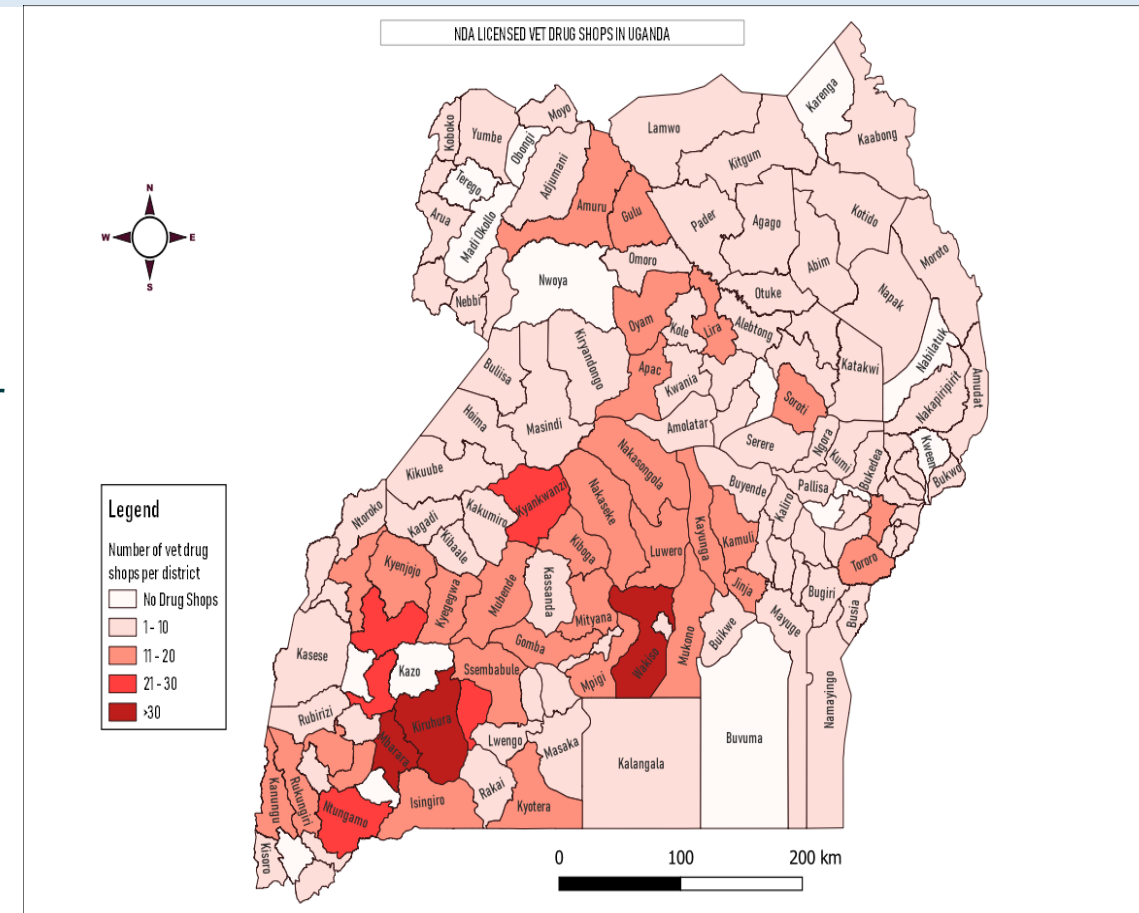 NDA LICENSED VET DRUG SHOPS IN UGANDA
Karenga
Moyo
Koboko
Yumbe
Obongi
Lamwo
Kaabong
Kitgum
Terego
Adjumani
Amuru
Gulu
Arua
Madi Okollo
Pader
Agago
Kotido
N
W
E
S
Omoro
Abim
Moroto
Nwoya
Nebbi
Otuke
Napak
Oyam
Kole
Lira
Alebtong
Nabilatuk
Kiryandongo
Buliisa
Apac
Kwania
Katakwi
Nakapiripirit
Amudat
Soroti
Hoima
Masindi
Amolatar
Serere
Ngora
Kumi
Bukedea
Kween
Bukwo
Kikuube
Nakasongola
Buyende
Pallisa
Kaliro
Kyankwanzi
Nakaseke
Ntoroko
Kagadi
Kakumiro
Kibaale
Kiboga
Luwero
Kayunga
Kamuli
Tororo
Legend
Number of vet drug
shops per district
No Drug Shops
1 - 10
11 - 20
21 - 30
>30
Kyenjojo
Kyegegwa
Mubende
Kassanda
Mityana
Jinja
Bugiri
Busia
Mayuge
Buikwe
Mukono
Wakiso
Gomba
Mpigi
Kasese
Kazo
Ssembabule
Rubirizi
Kiruhura
Mbarara
Lwengo
Masaka
Kalangala
Buvuma
Namayingo
Rakai
Kyotera
Isingiro
Ntungamo
Rukungiri
Kanungu
Kisoro
0 100 200 km